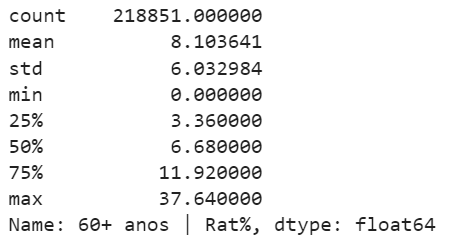 count    218851.000000
mean          8.103641
std           6.032984
min           0.000000
25%           3.360000
50%           6.680000
75%          11.920000
max          37.640000
Name: 60+ anos | Rat%, dtype: float64